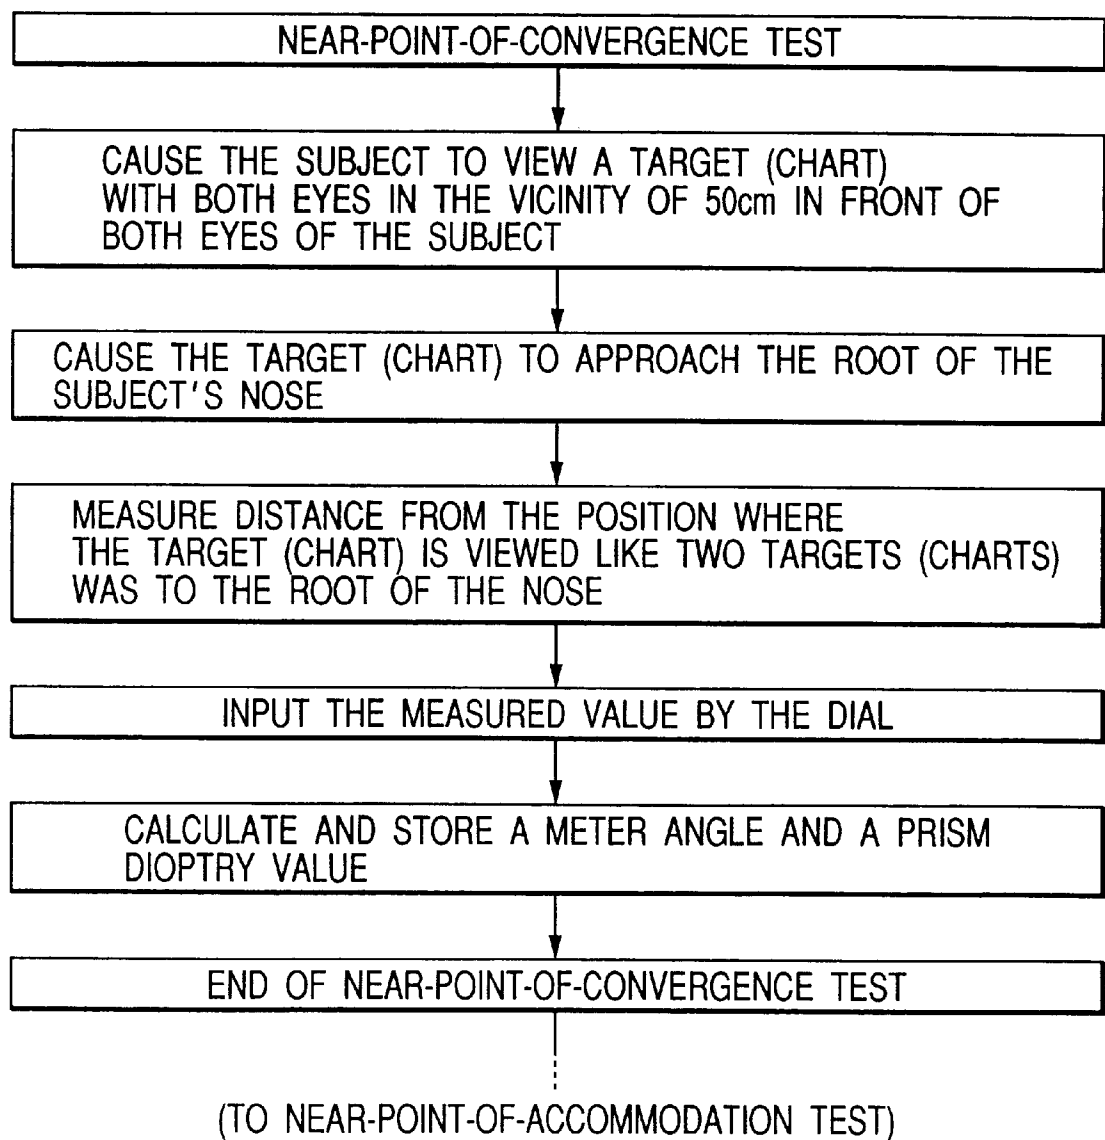 NEAR-POINT-OF-CONVERGENCE TEST
CAUSE THE SUBJECT TO VIEW A TARGET (CHART)
WITH BOTH EYES IN THE VICINITY OF 50cm IN FRONT OF
BOTH EYES OF THE SUBJECT
CAUSE THE TARGET (CHART) TO APPROACH THE ROOT OF THE
SUBJECT'S NOSE
MEASURE DISTANCE FROM THE POSITION WHERE
THE TARGET (CHART) IS VIEWED LIKE TWO TARGETS (CHARTS)
WAS TO THE ROOT OF THE NOSE
INPUT THE MEASURED VALUE BY THE DIAL
CALCULATE AND STORE A METER ANGLE AND A PRISM
DIOPTRY VALUE
END OF NEAR-POINT-OF-CONVERGENCE TEST
(TO NEAR-POINT-OF-ACCOMMODATION TEST)